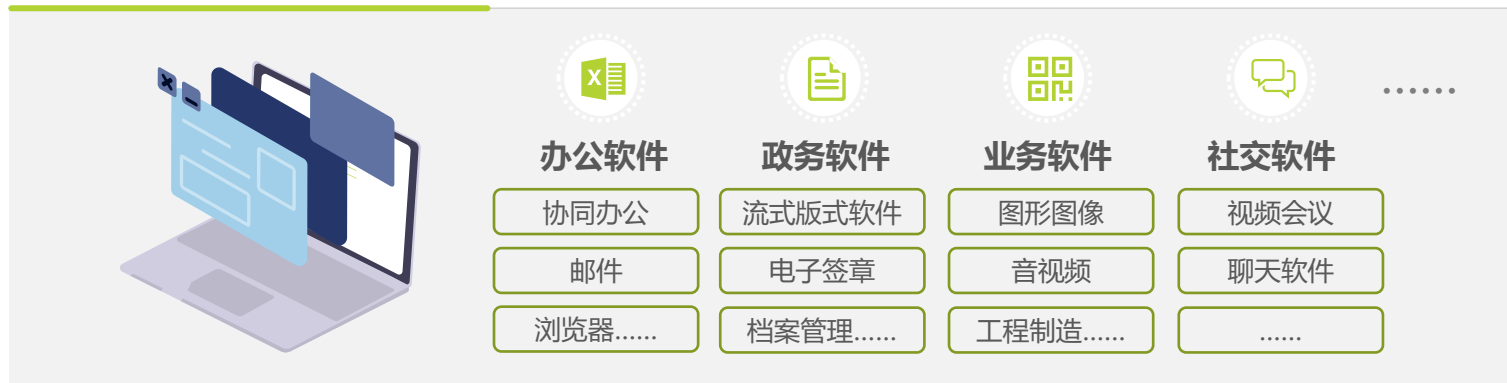 X
......
办公软件
政务软件
业务软件
社交软件
协同办公
流式版式软件
图形图像
视频会议
邮件
电子签章
音视频
聊天软件
浏览器......
档案管理......
工程制造......
......